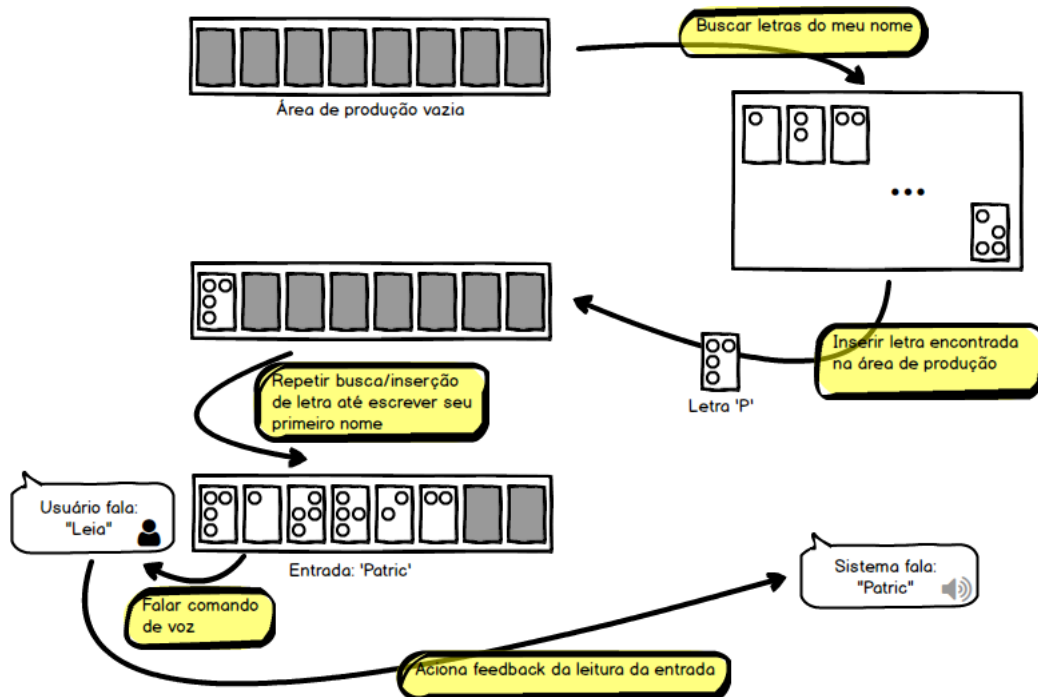 Buscar letras do meu nome
Área de produção vazia
Inserir letra encontrada
na área de produção
Letra 'P'
Repetir busca/inserção
de letra até escrever seu
primeiro nome
Usuário fala:
"Leia"
Entrada: 'Patric'
Sistema fala:
"Patric"
Falar comando
de voz
Aciona feedback da leitura da entrada